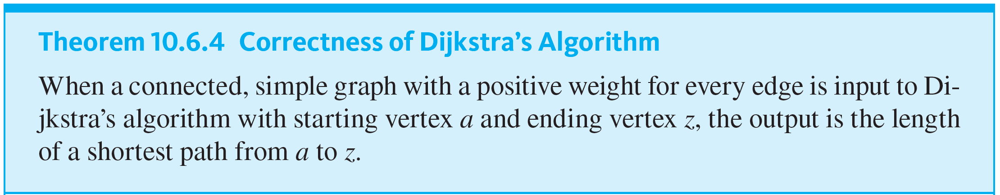 Theorem 10.6.4 Correctness of Dijkstra’s Algorithm
When a connected, simple graph with a positive weight for every edge is input to Di-
jkstra’s algorithm with starting vertex a and ending vertex z, the output is the length
of a shortest path from a to z.